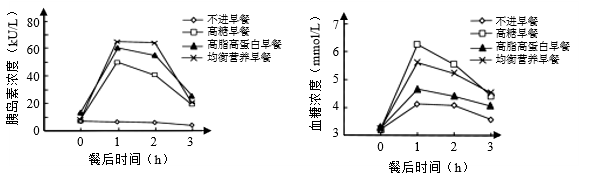 胰岛素浓度（kU/L）
80
60
40
20
0
0 1 2 3
餐后时间（h）
不进早餐
高糖早餐
高脂高蛋白早餐
均衡营养早餐
血糖浓度（mmol/L）
7
6
5
4
3
0 1 2 3
餐后时间（h）
不进早餐
高糖早餐
高脂高蛋白早餐
均衡营养早餐